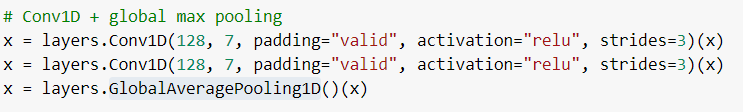 # Conv1D + global max pooling
x = layers.Conv1D(128, 7, padding="valid", activation="relu", strides=3)(x)
x = layers.Conv1D(128, 7, padding="valid", activation="relu", strides=3)(x)
x = layers.GlobalAveragePooling1D()(x)